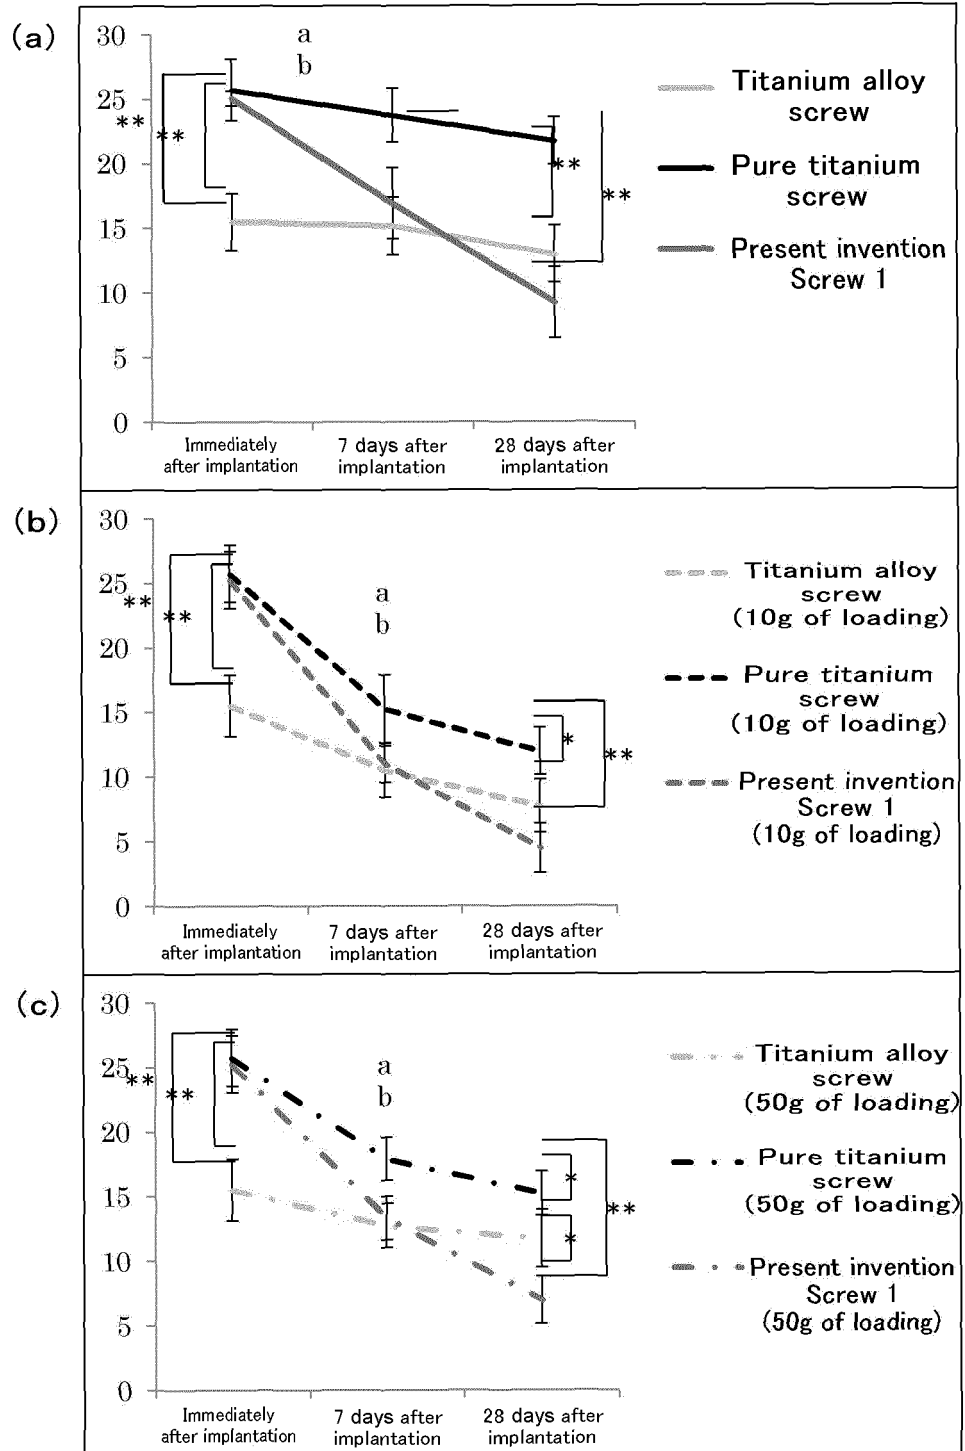 (a)
30
25
20
15
10
5
0
a
b
**
**
**
**
Immediately
after implantation
7 days after
implantation
28 days after
implantation
Titanium alloy
screw
Pure titanium
screw
Present invention
Screw 1
(b)
30
25
20
15
10
5
0
a
b
**
**
*
**
Immediately
after implantation
7 days after
implantation
28 days after
implantation
Titanium alloy
screw
(10g of loading)
Pure titanium
screw
(10g of loading)
Present invention
Screw 1
(10g of loading)
(c)
30
25
20
15
10
5
0
a
b
**
**
*
*
**
Immediately
after implantation
7 days after
implantation
28 days after
implantation
Titanium alloy
screw
(50g of loading)
Pure titanium
screw
(50g of loading)
Present invention
Screw 1
(50g of loading)